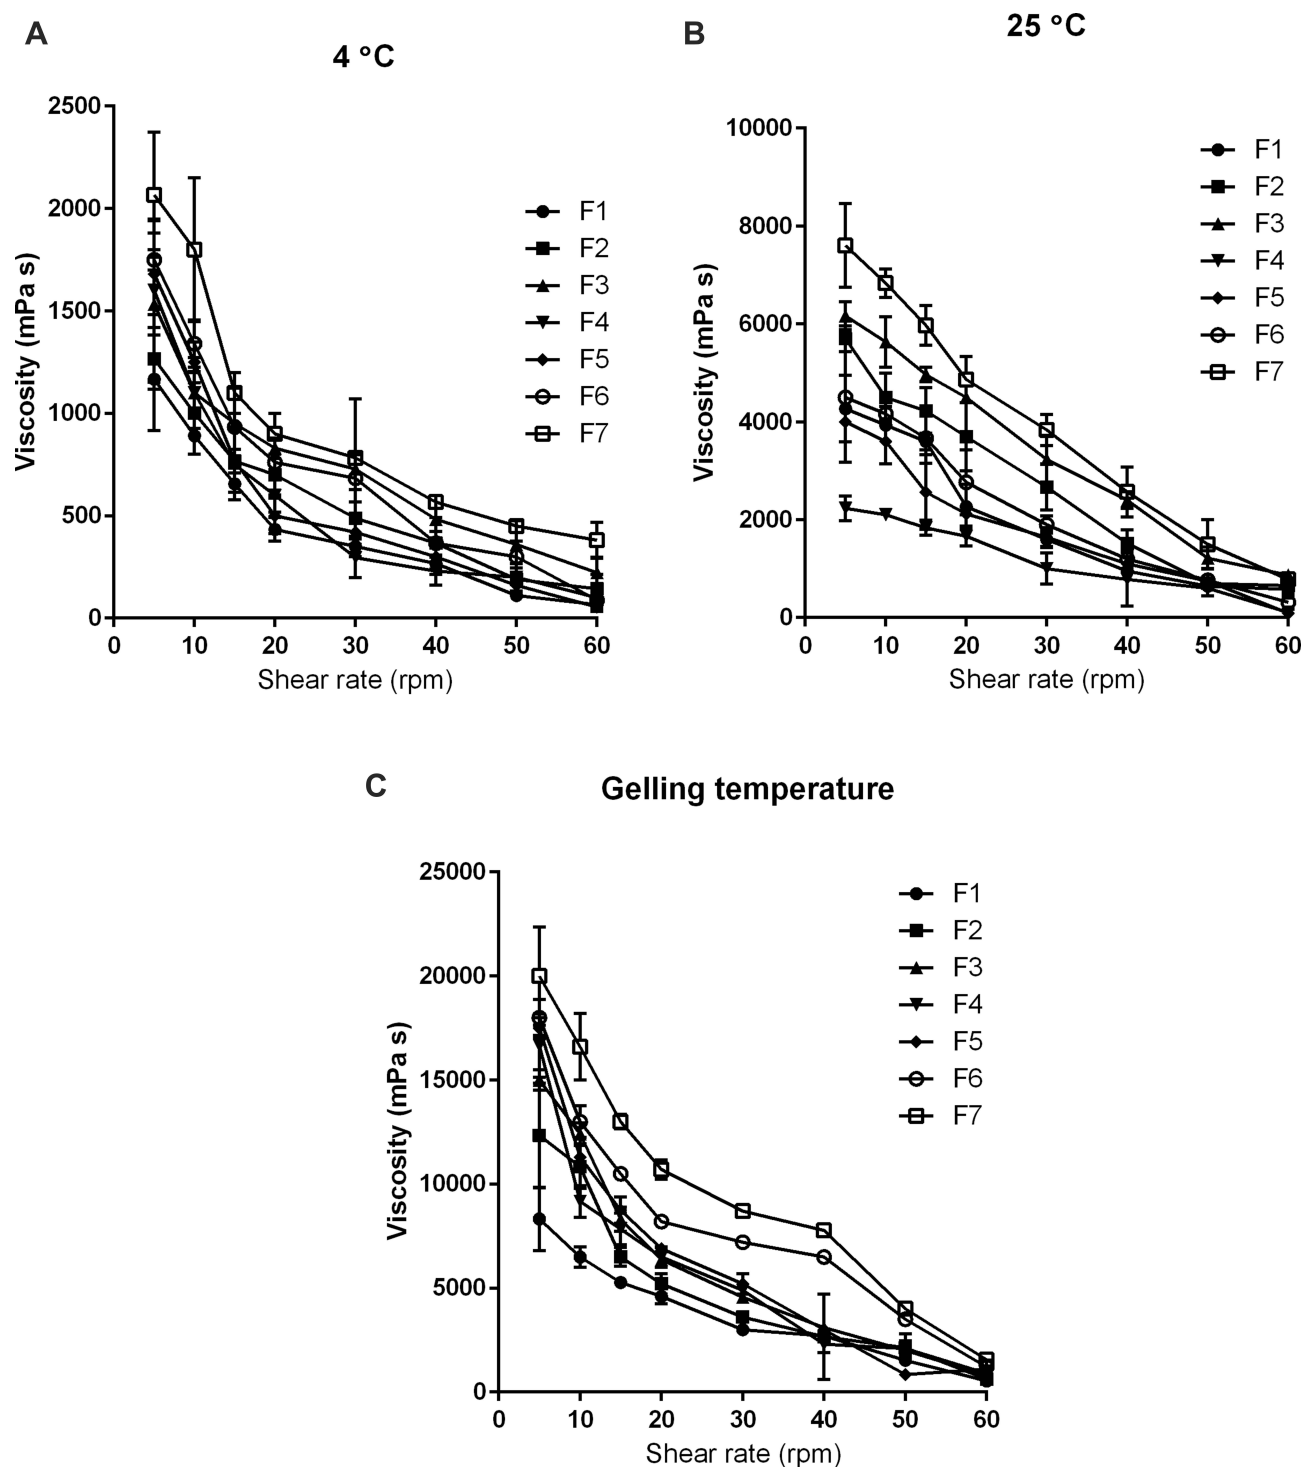 A
4 °C
2500
2000
1500
1000
500
0
Viscosity (mPa s)
0 10 20 30 40 50 60
Shear rate (rpm)
F1
F2
F3
F4
F5
F6
F7
B
25 °C
10000
8000
6000
4000
2000
0
Viscosity (mPa s)
0 10 20 30 40 50 60
Shear rate (rpm)
F1
F2
F3
F4
F5
F6
F7
C
Gelling temperature
25000
20000
15000
10000
5000
0
Viscosity (mPa s)
0 10 20 30 40 50 60
Shear rate (rpm)
F1
F2
F3
F4
F5
F6
F7